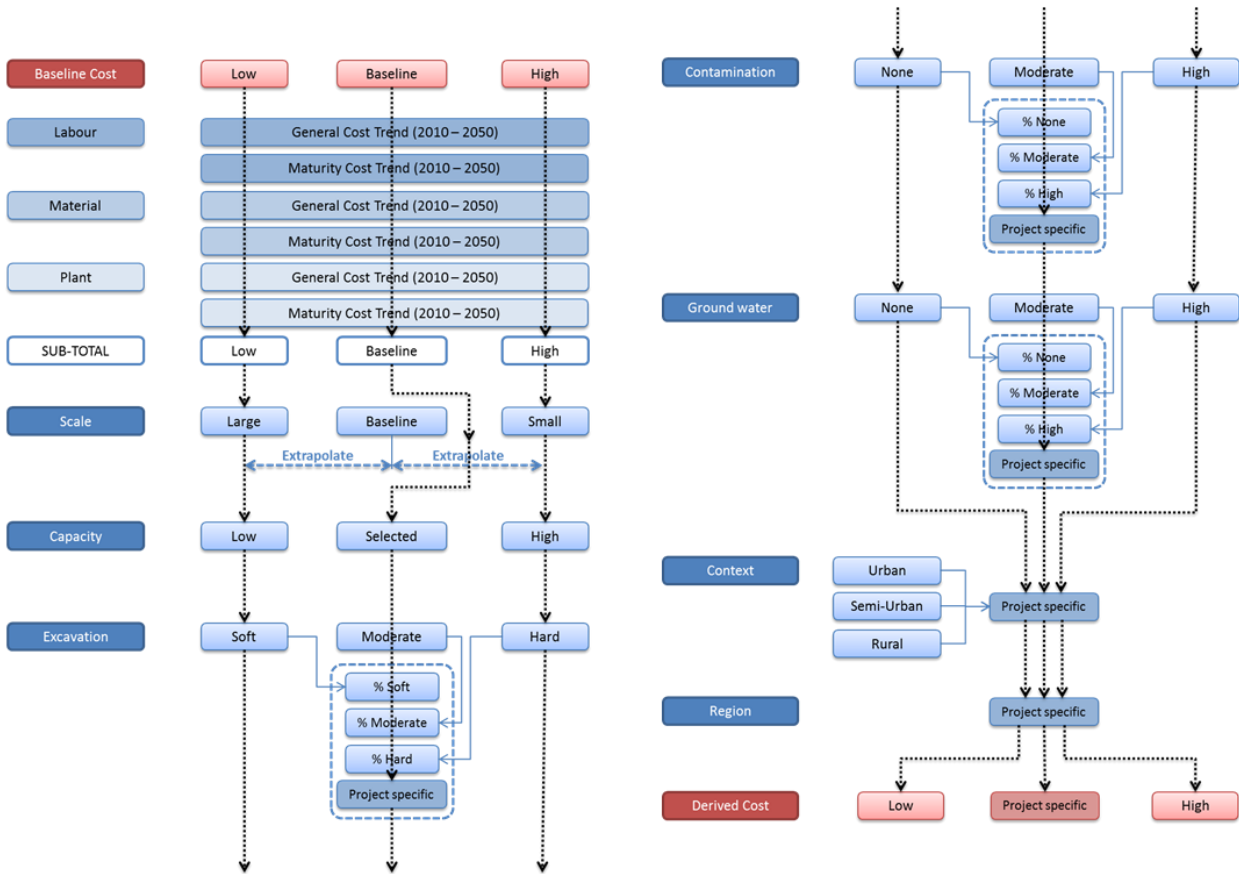 Baseline Cost
Low
Baseline
High
Labour
General Cost Trend (2010 – 2050)
Maturity Cost Trend (2010 – 2050)
Material
General Cost Trend (2010 – 2050)
Maturity Cost Trend (2010 – 2050)
Plant
General Cost Trend (2010 – 2050)
Maturity Cost Trend (2010 – 2050)
SUB-TOTAL
Low
Baseline
High
Scale
Large
Baseline
Small
Extrapolate
Extrapolate
Capacity
Low
Selected
High
Excavation
Soft
Moderate
Hard
% Soft
% Moderate
% Hard
Project specific
Contamination
None
Moderate
High
% None
% Moderate
% High
Project specific
Ground water
None
Moderate
High
% None
% Moderate
% High
Project specific
Context
Urban
Semi-Urban
Rural
Project specific
Region
Project specific
Derived Cost
Low
Project specific
High